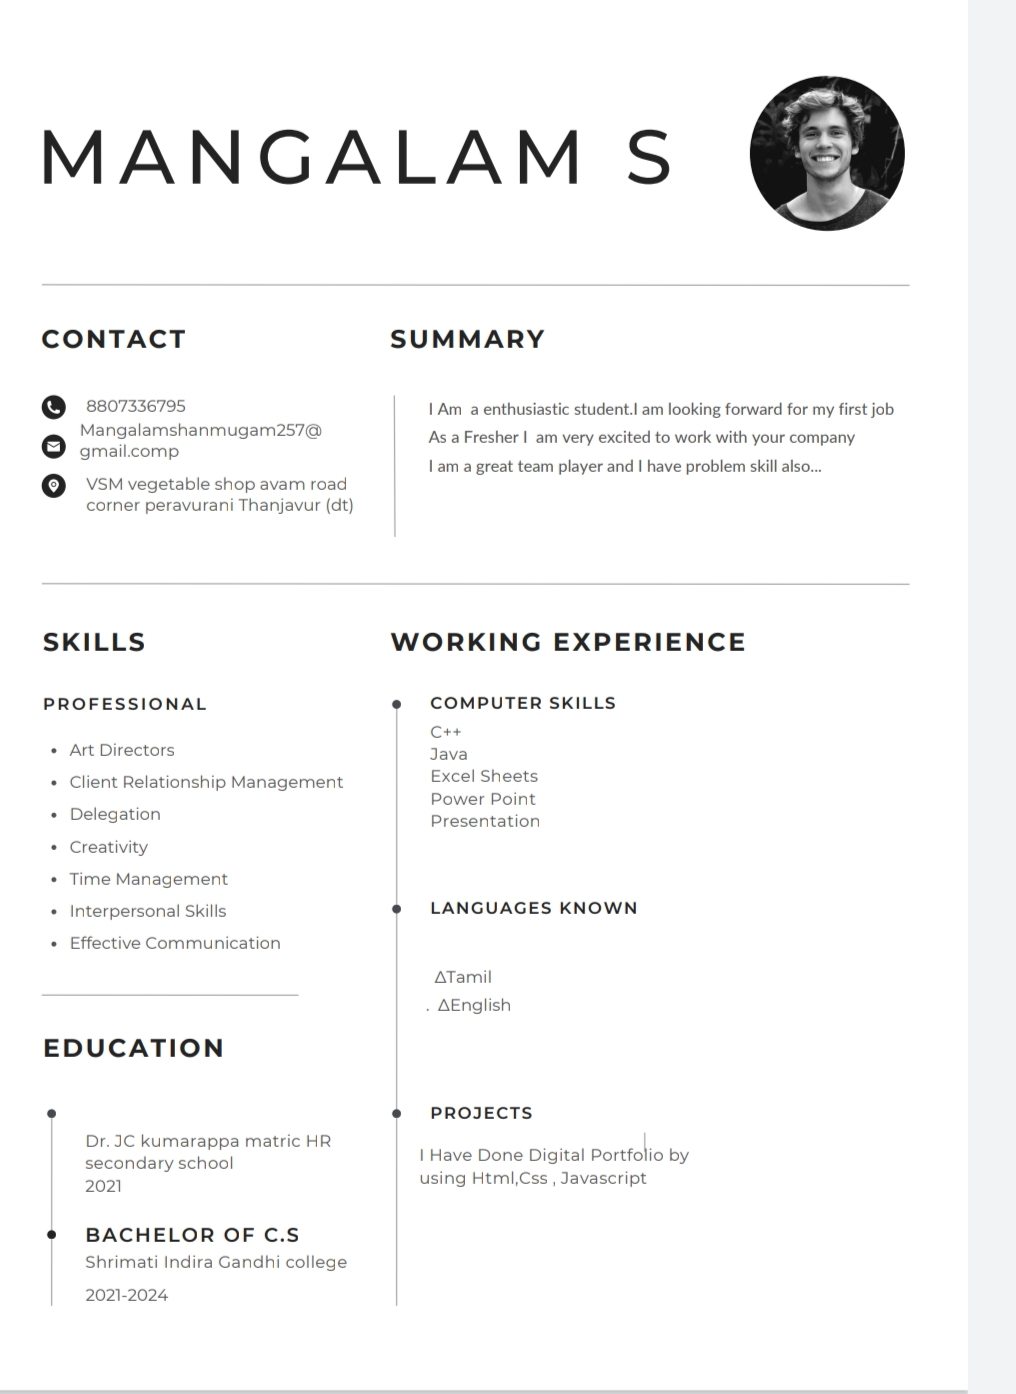 MANGALAM S
CONTACT
8807336795
Mangalamshanmugam257@
gmail.comp
VSM vegetable shop avam road
corner peravurani Thanjavur (dt)
SUMMARY
I Am  a enthusiastic student.I am looking forward for my first job
As a Fresher I  am very excited to work with your company
I am a great team player and I have problem skill also...
SKILLS
PROFESSIONAL
• Art Directors
• Client Relationship Management
• Delegation
• Creativity
• Time Management
• Interpersonal Skills
• Effective Communication
EDUCATION
Dr. JC kumarappa matric HR
secondary school
2021
BACHELOR OF C.S
Shrimati Indira Gandhi college
2021-2024
WORKING EXPERIENCE
COMPUTER SKILLS
C++
Java
Excel Sheets
Power Point
Presentation
LANGUAGES KNOWN
∆Tamil
. ∆English
PROJECTS
I Have Done Digital Portfolio by
using Html,Css , Javascript